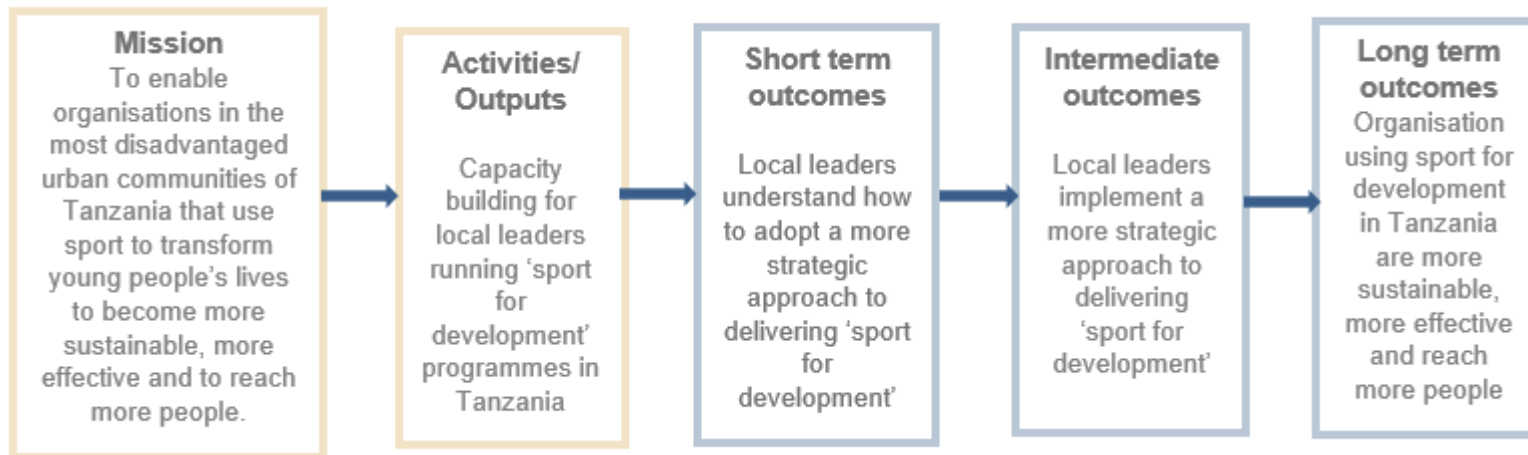 Mission
To enable
organisations in the
most disadvantaged
urban communities of
Tanzania that use
sport to transform
young people's lives
to become more
sustainable, more
effective and to reach
more people.
Activities/
Outputs
Capacity
building for
local leaders
running ‘sport
for
development’
programmes in
Tanzania
Short term
outcomes
Local leaders
understand how
to adopt a more
strategic
approach to
delivering ‘sport
for
development’
Intermediate
outcomes
Local leaders
implement a
more strategic
approach to
delivering
‘sport for
development’
Long term
outcomes
Organisation
using sport for
development
in Tanzania
are more
sustainable,
more effective
and reach
more people